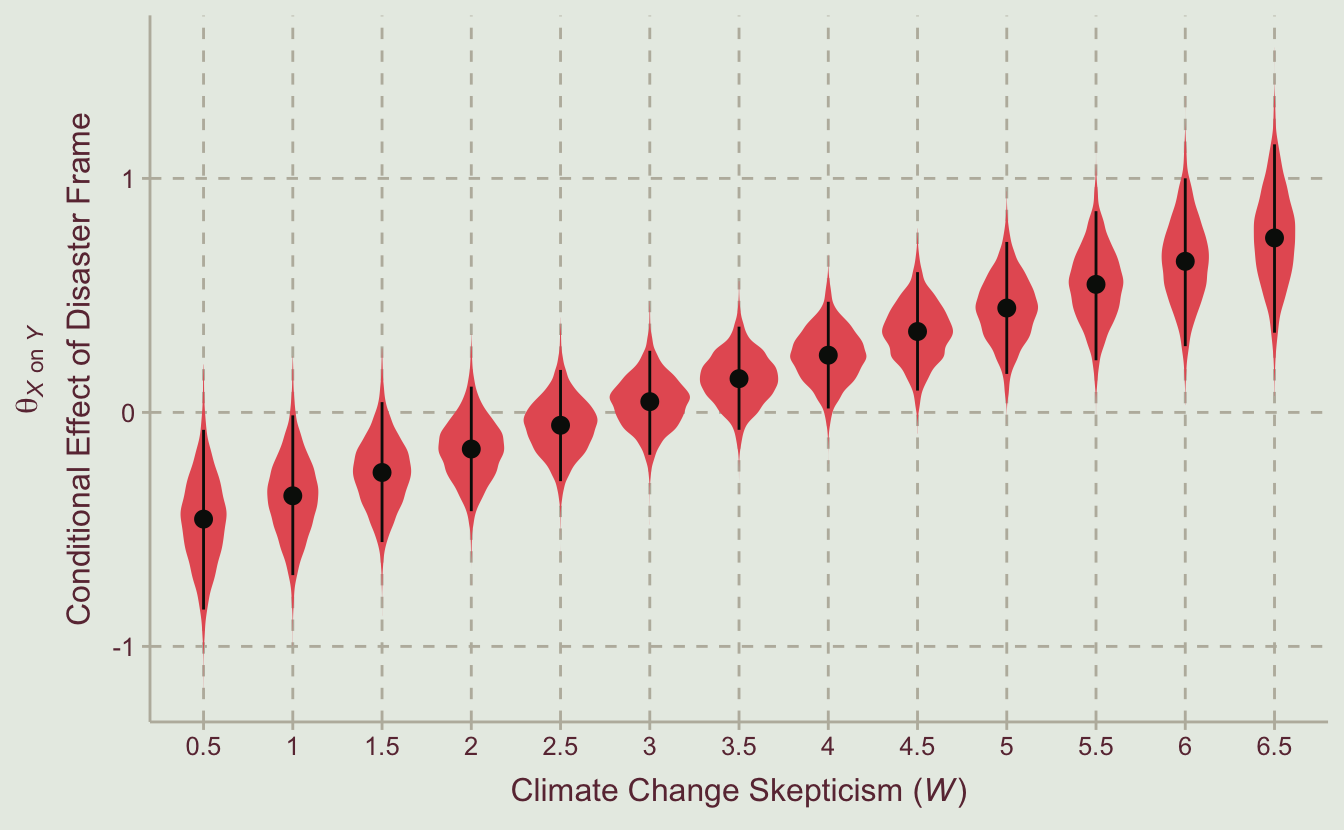 θX on Y
Conditional Effect of Disaster Frame
1
0
-1
0.5 1 1.5 2 2.5 3 3.5 4 4.5 5 5.5 6 6.5
Climate Change Skepticism (W)